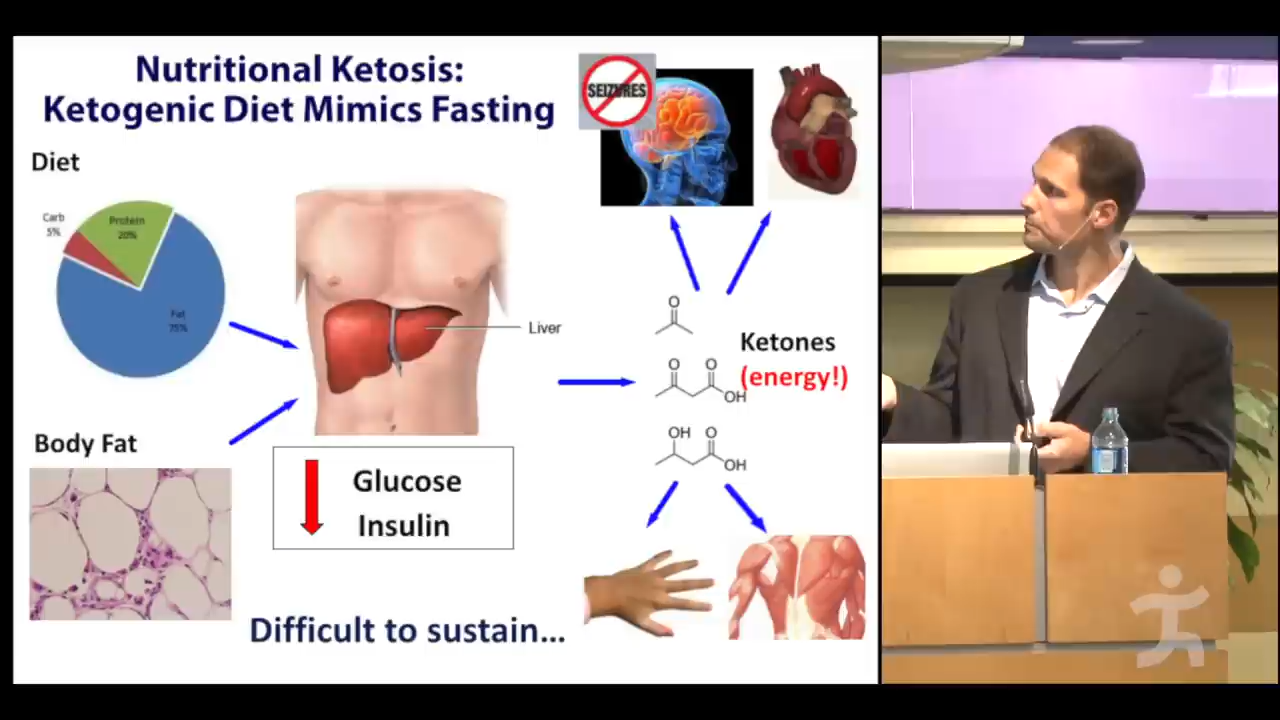 Nutritional Ketosis:
Ketogenic Diet Mimics Fasting
SEIZURES
Diet
Carb
5%
Protein
20%
Fat
75%
Liver
O
Ketones
(energy!)
O O
OH
Body Fat
OH O
OH
Glucose
Insulin
Difficult to sustain...